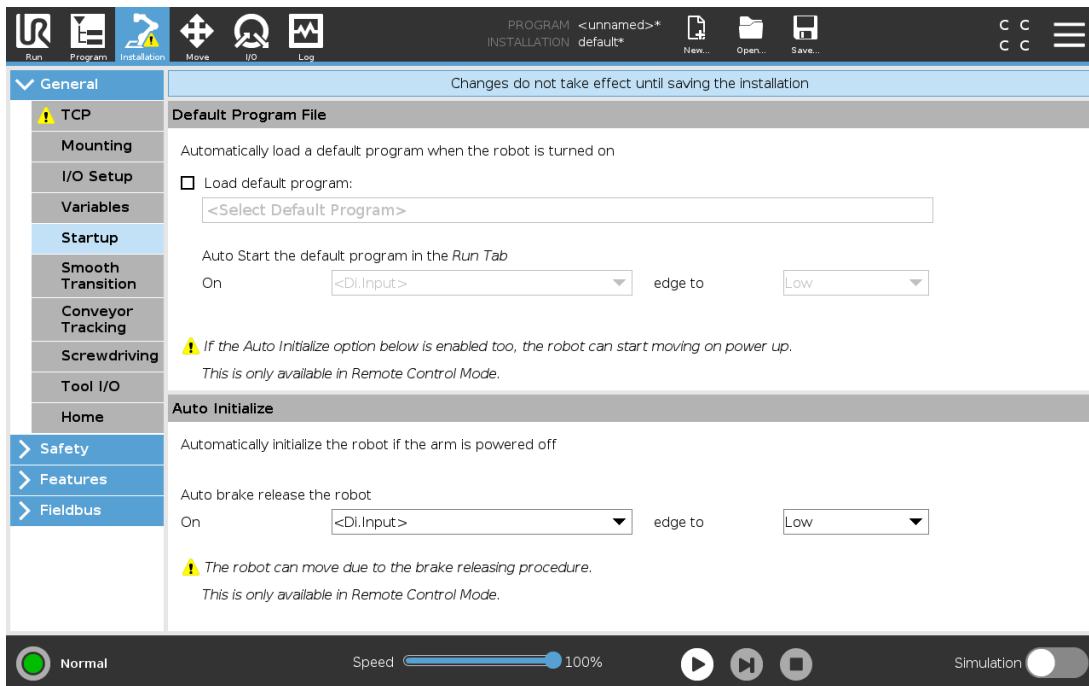 PROGRAM <unnamed>*
INSTALLATION default*
UR
Run
Program
Installation
Move
I/O
Log
New...
Open...
Save...
C C
C C
General
TCP
Mounting
I/O Setup
Variables
Startup
Smooth
Transition
Conveyor
Tracking
Screwdriving
Tool I/O
Home
Safety
Features
Fieldbus
Changes do not take effect until saving the installation
Default Program File
Automatically load a default program when the robot is turned on
Load default program:
<Select Default Program>
Auto Start the default program in the Run Tab
On <DI.Input> edge to Low
If the Auto Initialize option below is enabled too, the robot can start moving on power up.
This is only available in Remote Control Mode.
Auto Initialize
Automatically initialize the robot if the arm is powered off
Auto brake release the robot
On <Di.Input> edge to Low
The robot can move due to the brake releasing procedure.
This is only available in Remote Control Mode.
Normal
Speed 100%
Simulation